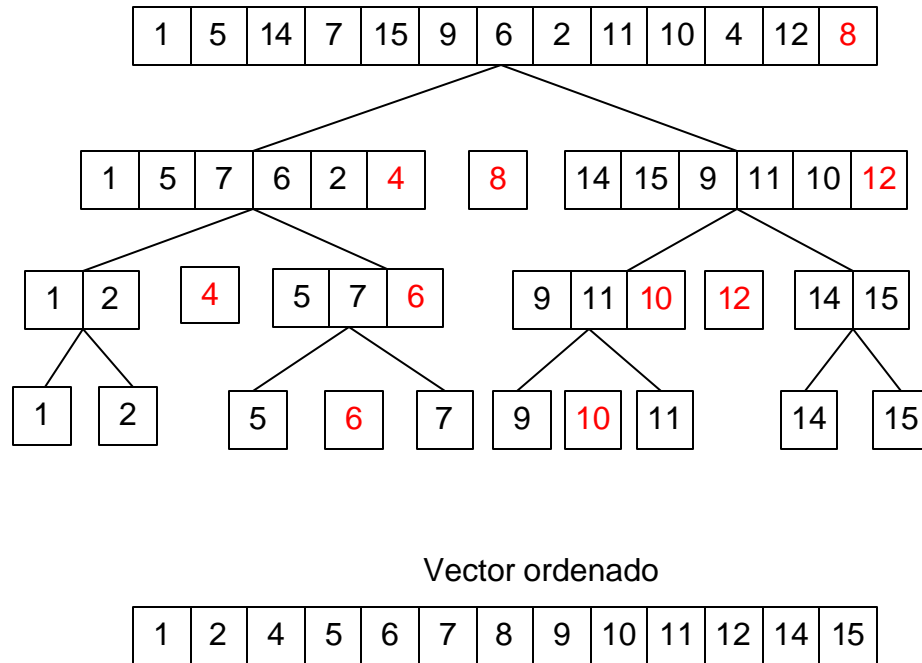 1 5 14 7 15 9 6 2 11 10 4 12 8
1 5 7 6 2 4 8 14 15 9 11 10 12
1 2 4 5 7 6 9 11 10 12 14 15
1 2 5 6 7 9 10 11 14 15
Vector ordenado
1 2 4 5 6 7 8 9 10 11 12 14 15